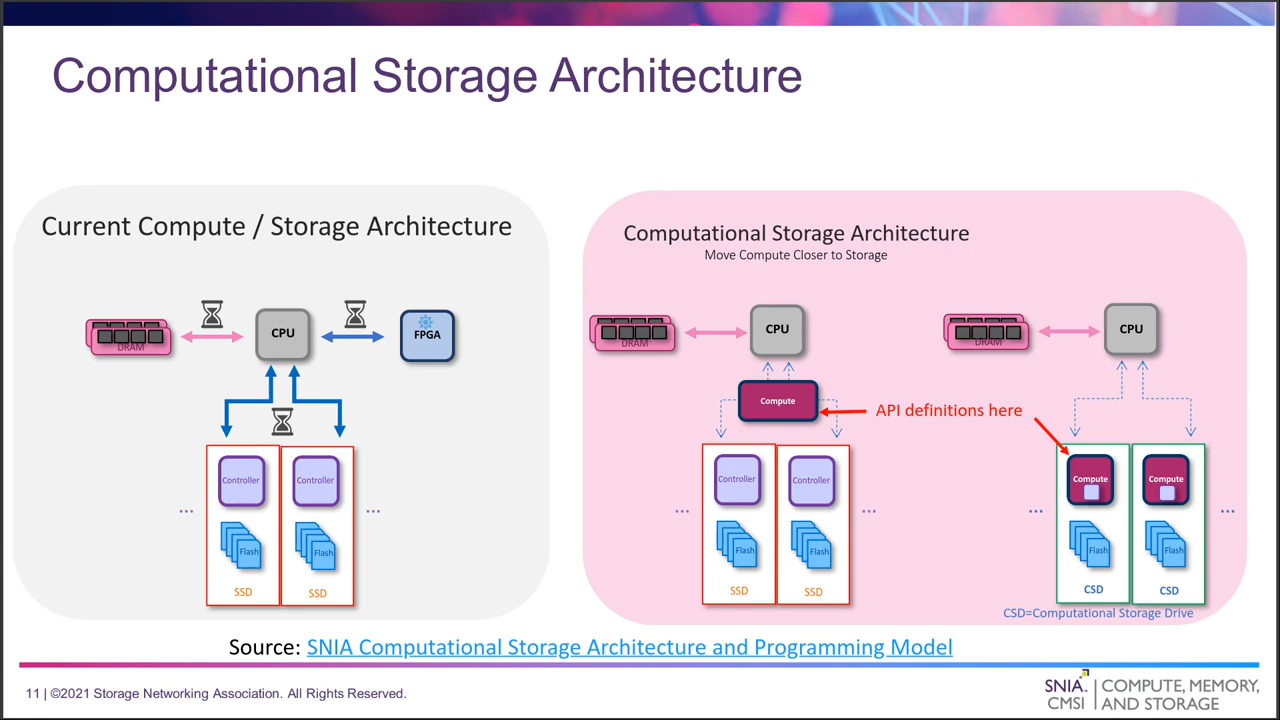 Computational Storage Architecture
Current Compute / Storage Architecture
DRAM
CPU
FPGA
Controller
Controller
...
...
Flash
Flash
SSD
SSD
Computational Storage Architecture
Move Compute Closer to Storage
DRAM
CPU
Compute
API definitions here
Controller
Controller
...
...
Flash
Flash
SSD
SSD
DRAM
CPU
Compute
Compute
...
...
Flash
Flash
CSD
CSD
CSD=Computational Storage Drive
Source: SNIA Computational Storage Architecture and Programming Model
11 | ©2021 Storage Networking Association. All Rights Reserved.
SNIA.
CMSI
COMPUTE, MEMORY,
AND STORAGE